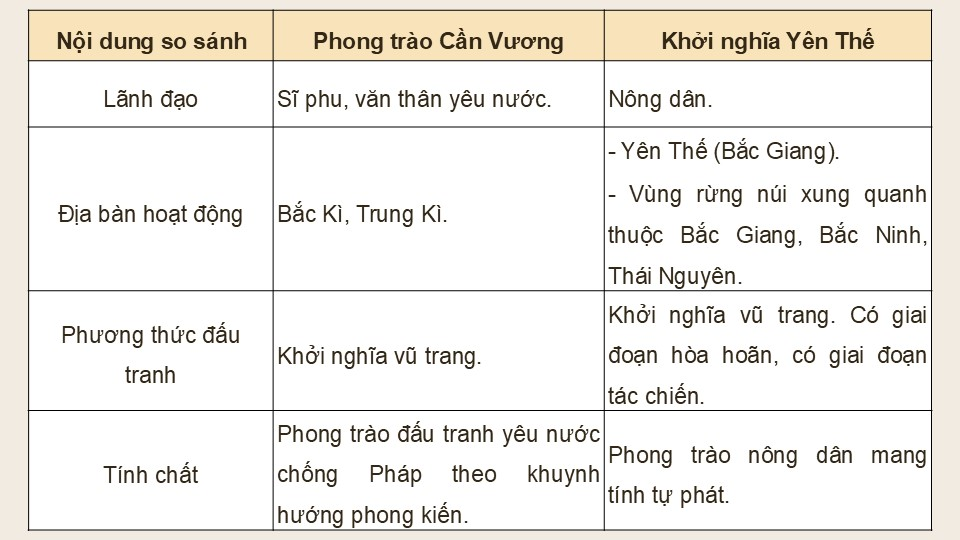 Nội dung so sánh
Phong trào Cần Vương
Khởi nghĩa Yên Thế
Lãnh đạo
Sĩ phu, văn thân yêu nước.
Nông dân.
Địa bàn hoạt động
Bắc Kì, Trung Kì.
- Yên Thế (Bắc Giang).
- Vùng rừng núi xung quanh
thuộc Bắc Giang, Bắc Ninh,
Thái Nguyên.
Phương thức đấu
tranh
Khởi nghĩa vũ trang.
Khởi nghĩa vũ trang. Có giai
đoạn hòa hoãn, có giai đoạn
tác chiến.
Tính chất
Phong trào đấu tranh yêu nước
chống Pháp theo khuynh
hướng phong kiến.
Phong trào nông dân mang
tính tự phát.